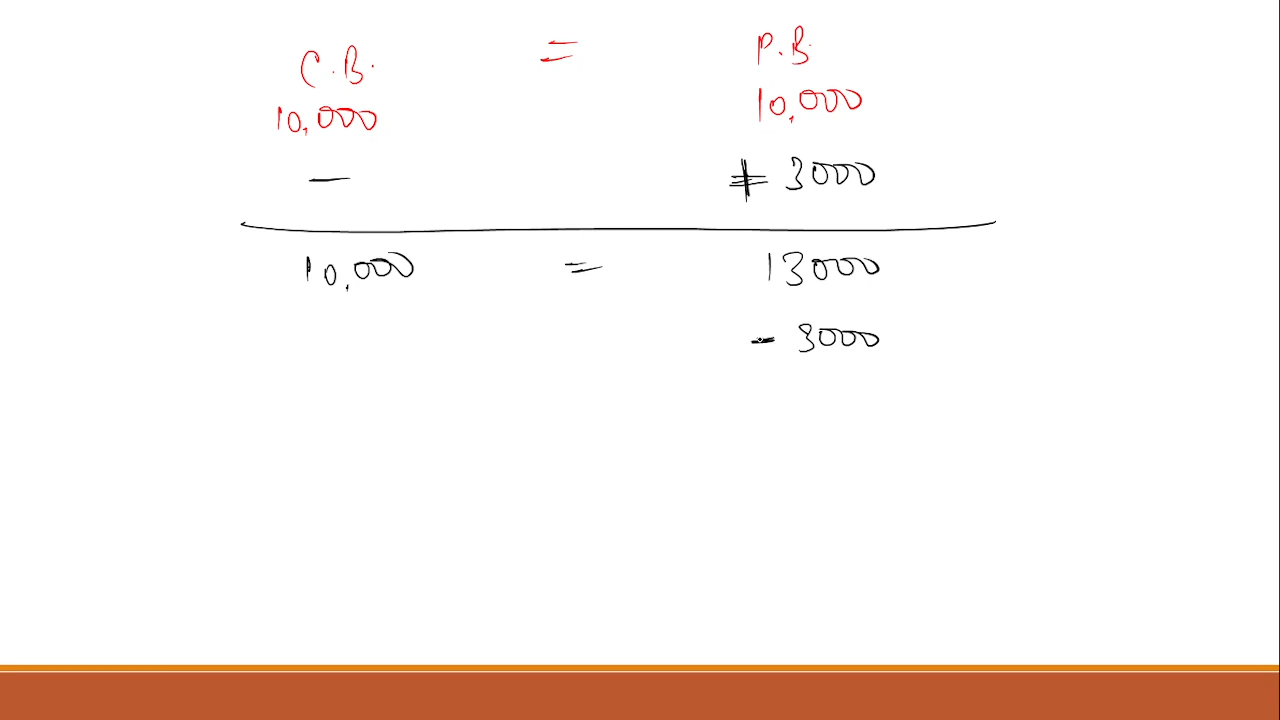 C.B. = P.B
10,000 10,000
— + 3000
10,000 = 13000
- 3000